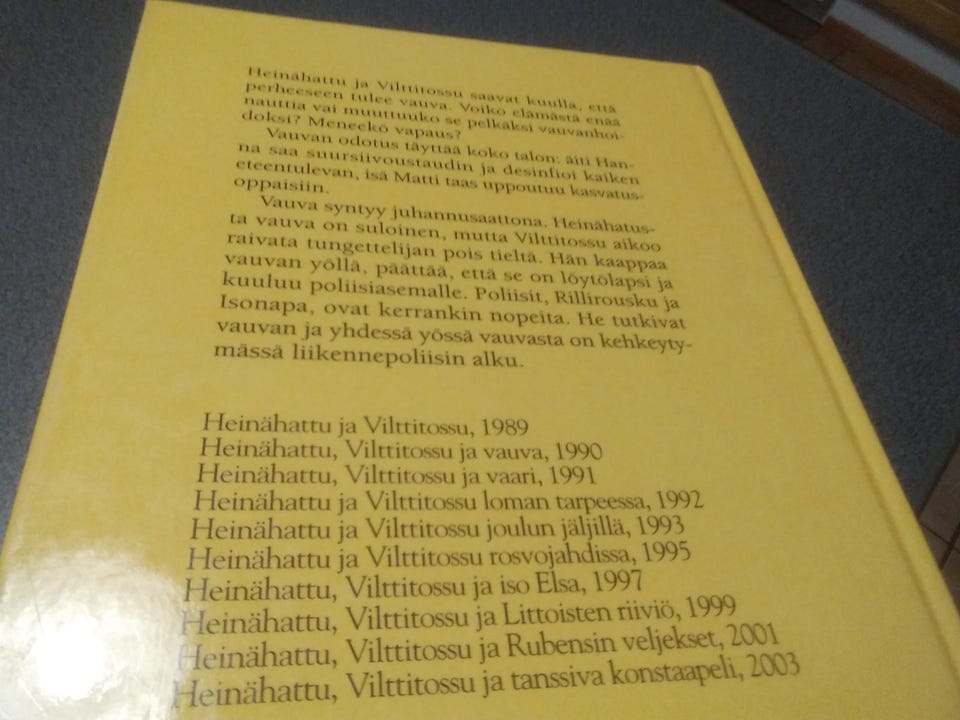 Heinähattu ja Vilttitossu saavat kuulla, että
perheeseen tulee vauva. Voiko elämästä enää
nauttia vai muuttuuko se pelkäksi vauvanhoi-
doksi? Meneekö vapaus?
Vauvan odotus täyttää koko talon: äiti Han-
na saa suursiivoustaudin ja desinfioi kaiken
eteentulevan, isä Matti taas uppoutuu kasvatus-
oppaisiin.
Vauva syntyy juhannusaattona. Heinähatus-
ta vauva on suloinen, mutta Vilttitossu aikoo
raivata tungettelijan pois tieltä. Hän kaappaa
vauvan yöllä, päättää, että se on löytölapsi ja
kuuluu poliisiasemalle. Poliisit, Rillirousku ja
Isonapa, ovat kerrankin nopeita. He tutkivat
vauvan ja yhdessä yössä vauvasta on kehkeyty-
mässä liikennepoliisin alku.
Heinähattu ja Vilttitossu, 1989
Heinähattu, Vilttitossu ja vauva, 1990
Heinähattu, Vilttitossu ja vaari, 1991
Heinähattu ja Vilttitossu loman tarpeessa, 1992
Heinähattu ja Vilttitossu joulun jäljillä, 1993
Heinähattu ja Vilttitossu rosvojahdissa, 1995
Heinähattu, Vilttitossu ja iso Elsa, 1997
Heinähattu, Vilttitossu ja Littoisten riiviö, 1999
Heinähattu, Vilttitossu ja Rubensin veljekset, 2001
Heinähattu, Vilttitossu ja tanssiva konstaapeli, 2003